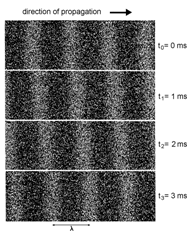 direction of propagation
t₀= 0 ms
t₁= 1 ms
t₂= 2 ms
t₃= 3 ms
λ